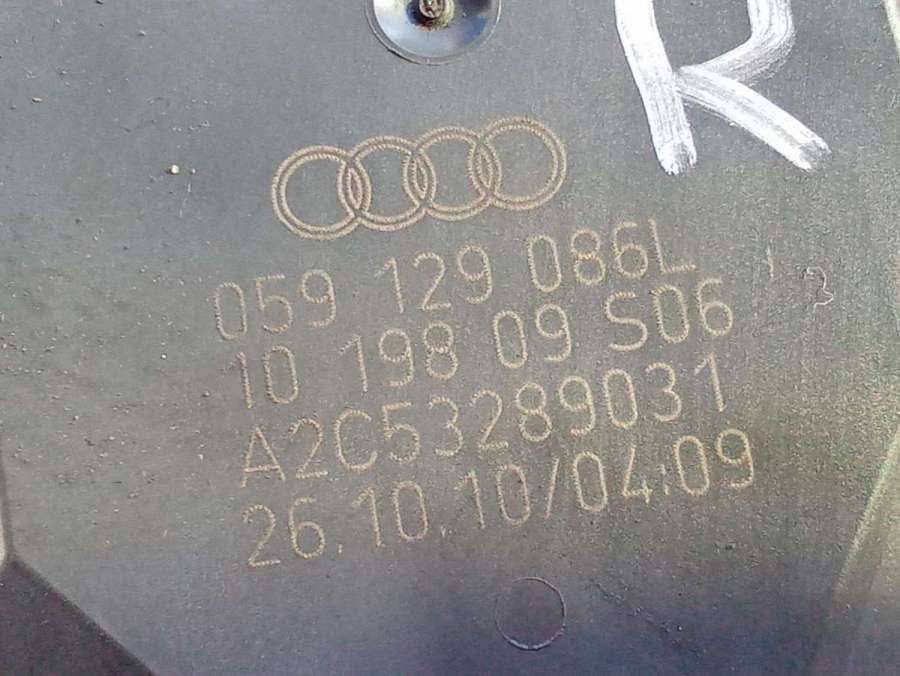 R
059 129 086L
10 198 09 S06
A2C53289031
26.10.10/04:09